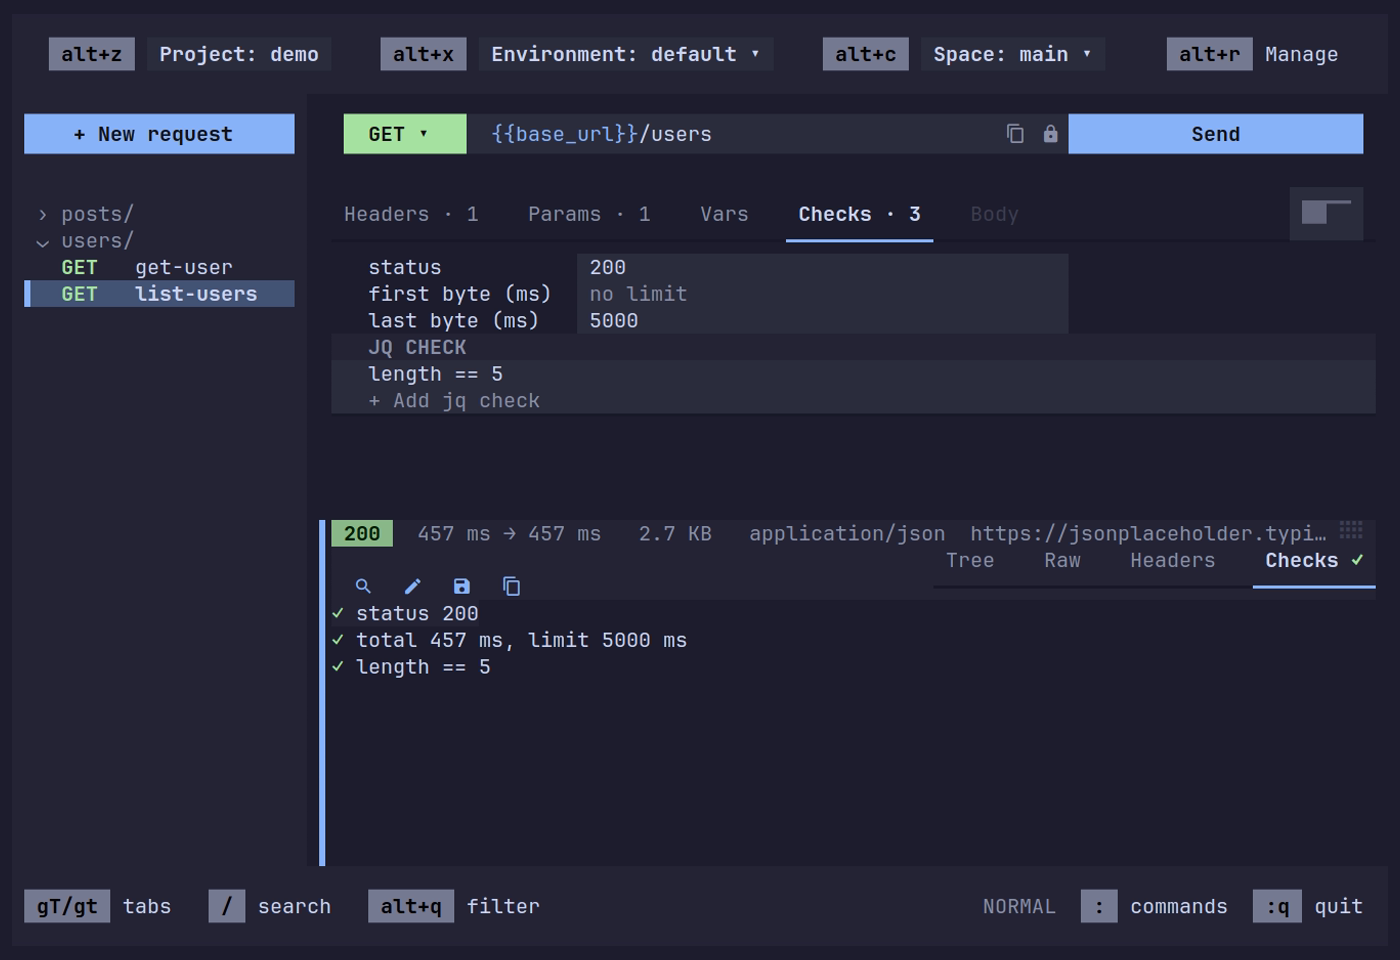 alt+z Project: demo alt+x Environment: default ▾ alt+c Space: main ▾ alt+r Manage
+ New request GET ▾ {{base_url}}/users Send
› posts/
users/
GET get-user
GET list-users
Headers · 1 Params · 1 Vars Checks · 3 Body
status 200
first byte (ms) no limit
last byte (ms) 5000
JQ CHECK
length == 5
+ Add jq check
200 457 ms → 457 ms 2.7 KB application/json https://jsonplaceholder.typi…
Tree Raw Headers Checks ✓
✓ status 200
✓ total 457 ms, limit 5000 ms
✓ length == 5
gT/gt tabs / search alt+q filter NORMAL : commands :q quit